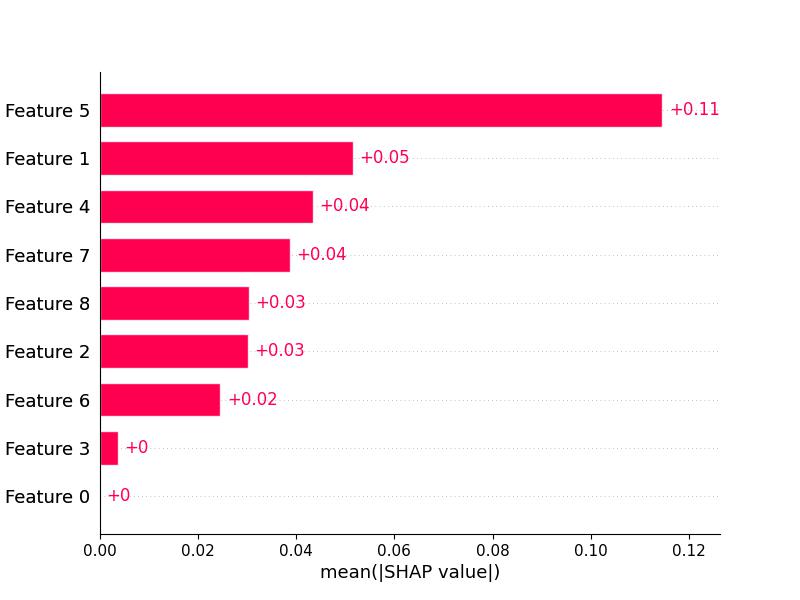 Feature 5 +0.11
Feature 1 +0.05
Feature 4 +0.04
Feature 7 +0.04
Feature 8 +0.03
Feature 2 +0.03
Feature 6 +0.02
Feature 3 +0
Feature 0 +0
0.00 0.02 0.04 0.06 0.08 0.10 0.12
mean(|SHAP value|)